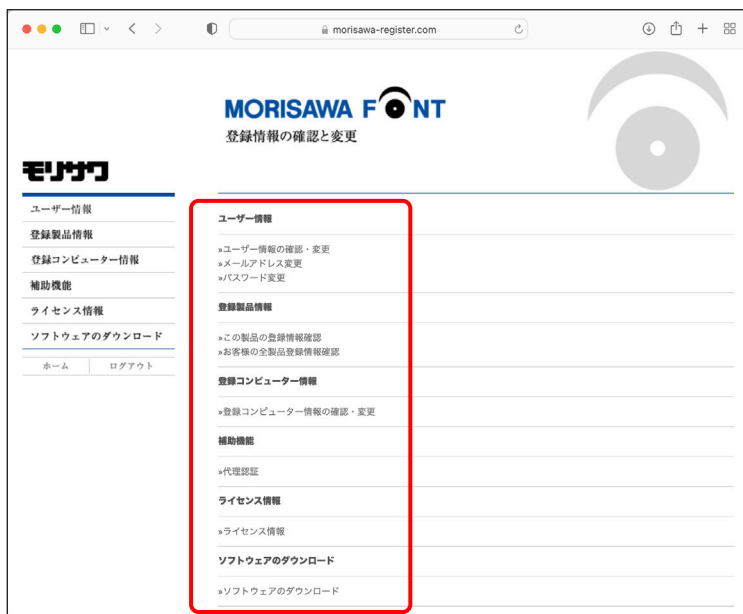 morisawa-register.com
MORISAWA FONT
登録情報の確認と変更
モリサワ
ユーザー情報
登録製品情報
登録コンピューター情報
補助機能
ライセンス情報
ソフトウェアのダウンロード
ホーム
ログアウト
ユーザー情報
»ユーザー情報の確認・変更
»メールアドレス変更
»パスワード変更
登録製品情報
»この製品の登録情報確認
»お客様の全製品登録情報確認
登録コンピューター情報
»登録コンピューター情報の確認・変更
補助機能
»代理認証
ライセンス情報
»ライセンス情報
ソフトウェアのダウンロード
»ソフトウェアのダウンロード